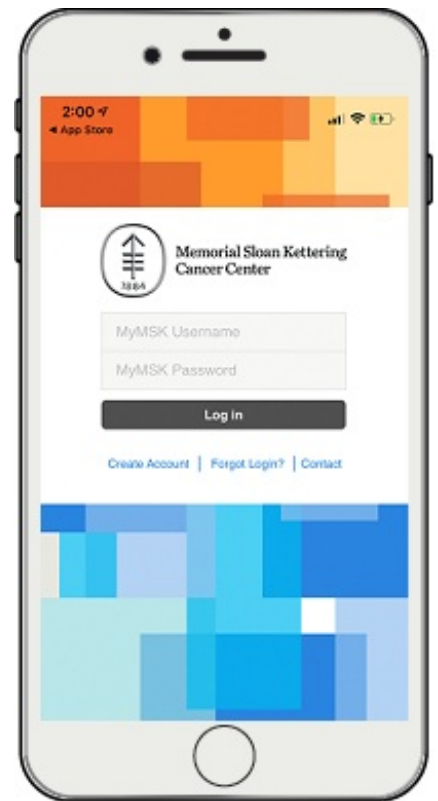 2:00
◀ App Store
Memorial Sloan Kettering
Cancer Center
1884
MyMSK Username
MyMSK Password
Log in
Create Account | Forgot Login? | Contact